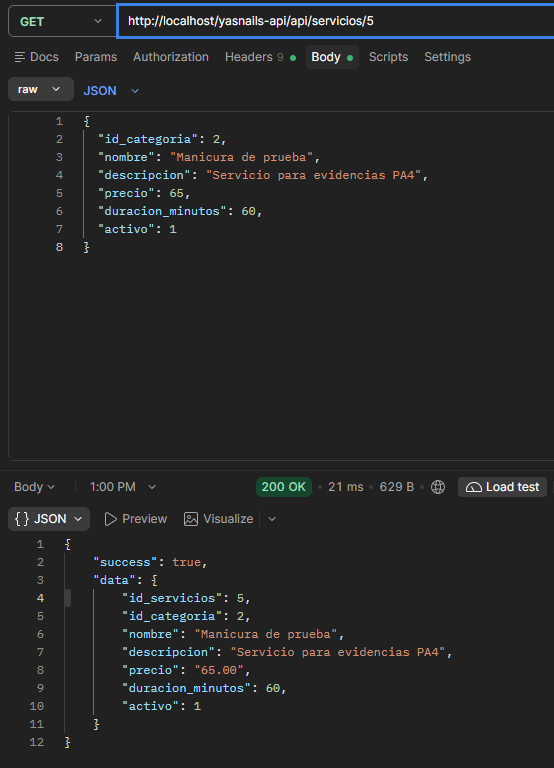 GET http://localhost/yasnails-api/api/servicios/5
Docs Params Authorization Headers 9 Body Scripts Settings
raw JSON
1 {
2 "id_categoria": 2,
3 "nombre": "Manicura de prueba",
4 "descripcion": "Servicio para evidencias PA4",
5 "precio": 65,
6 "duracion_minutos": 60,
7 "activo": 1
8 }
Body 1:00 PM 200 OK • 21 ms • 629 B Load test
{} JSON Preview Visualize
1 {
2 "success": true,
3 "data": {
4 "id_servicios": 5,
5 "id_categoria": 2,
6 "nombre": "Manicura de prueba",
7 "descripcion": "Servicio para evidencias PA4",
8 "precio": "65.00",
9 "duracion_minutos": 60,
10 "activo": 1
11 }
12 }